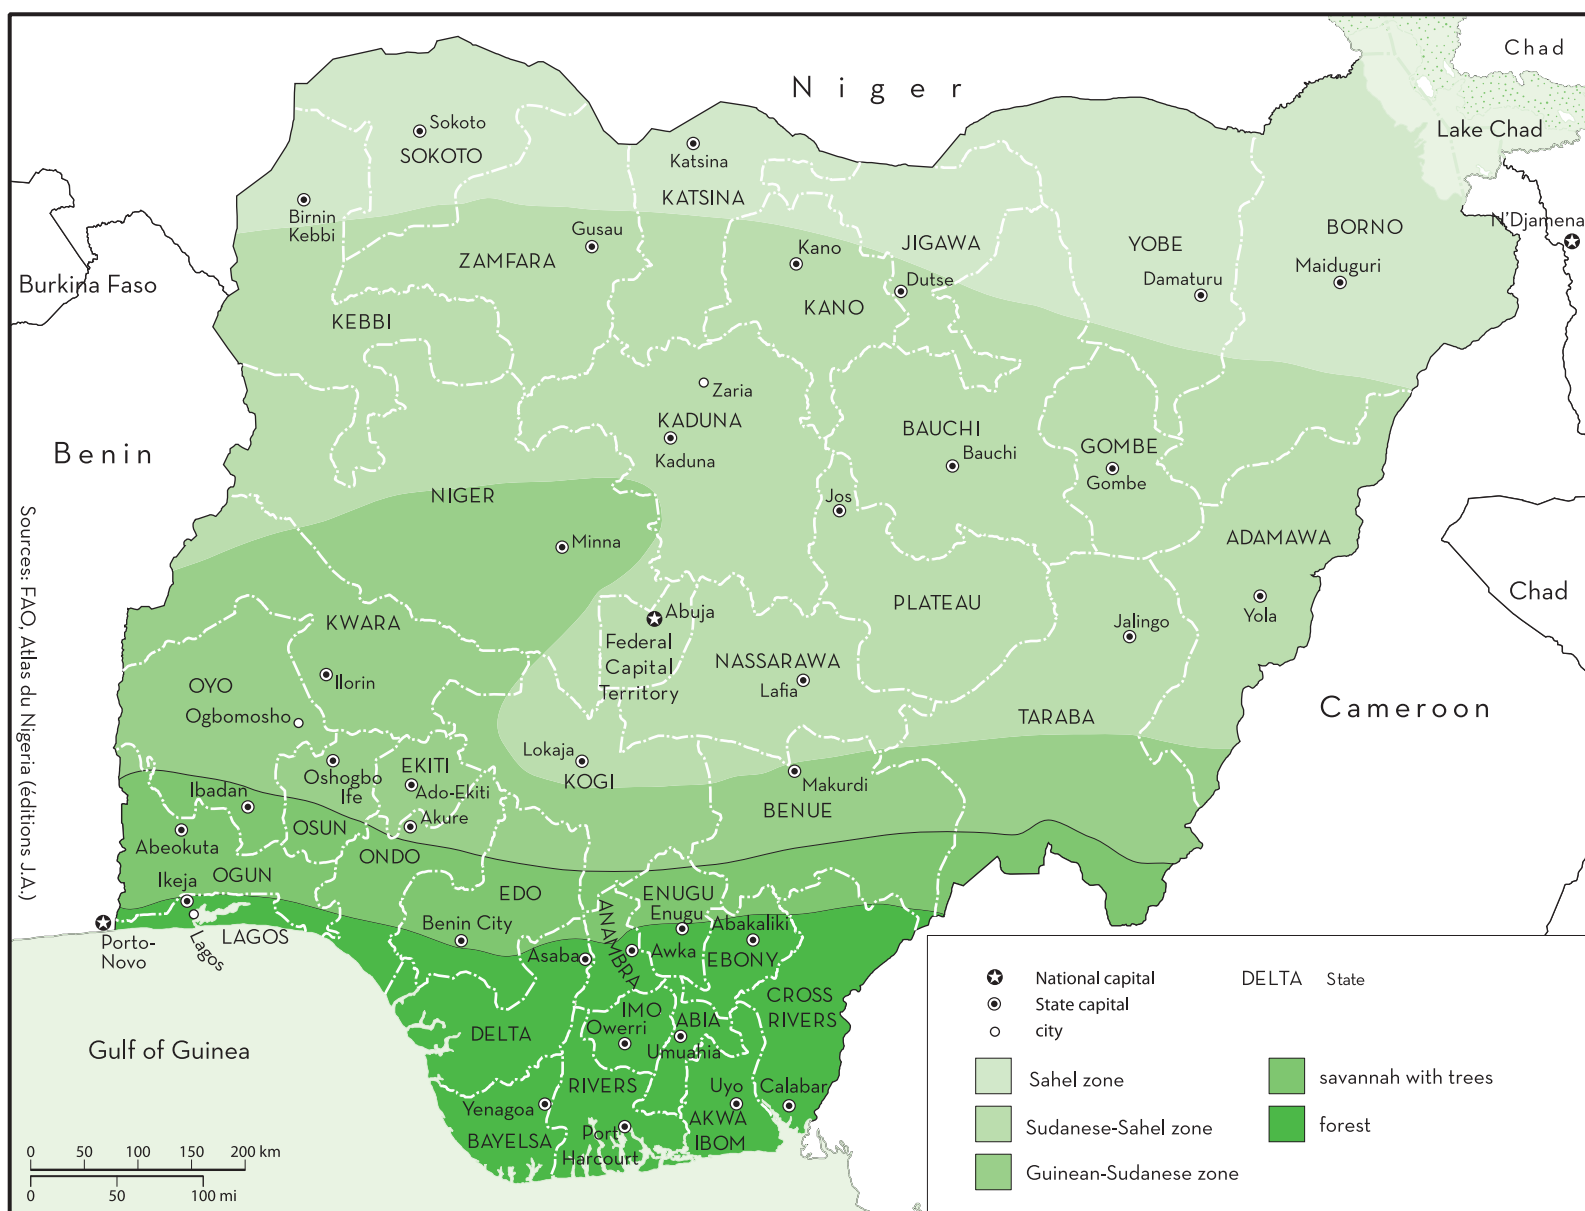 Niger
Chad
Lake Chad
N'Djamena
Sokoto
SOKOTO
Katsina
KATSINA
Birnin
Kebbi
Gusau
ZAMFARA
Kano
JIGAWA
YOBE
BORNO
Maiduguri
Damaturu
Dutse
KANO
Burkina Faso
KEBBI
Zaria
KADUNA
Kaduna
BAUCHI
Bauchi
GOMBE
Gombe
Benin
NIGER
Jos
Minna
ADAMAWA
Yola
Chad
PLATEAU
Jalingo
Abuja
Federal
Capital
Territory
KWARA
NASSARAWA
Lafia
OYO
Ilorin
Ogbomosho
TARABA
Cameroon
Lokaja
KOGI
Makurdi
BENUE
Oshogbo
Ife
EKITI
Ado-Ekiti
Akure
Ibadan
OSUN
Abeokuta
ONDO
OGUN
Ikeja
EDO
ENUGU
Enugu
Benin City
ANAMBRA
Abakaliki
LAGOS
Lagos
Porto-
Novo
Asaba
Awka
EBONY
CROSS
RIVERS
IMO
Owerri
ABIA
Umuahia
DELTA
Gulf of Guinea
RIVERS
Uyo
Calabar
Yenagoa
BAYELSA
Port
Harcourt
AKWA
IBOM
Sources: FAO, Atlas du Nigeria (éditions J.A.)
0 50 100 150 200 km
0 50 100 mi
National capital
State capital
city
DELTA State
Sahel zone
Sudanese-Sahel zone
Guinean-Sudanese zone
savannah with trees
forest